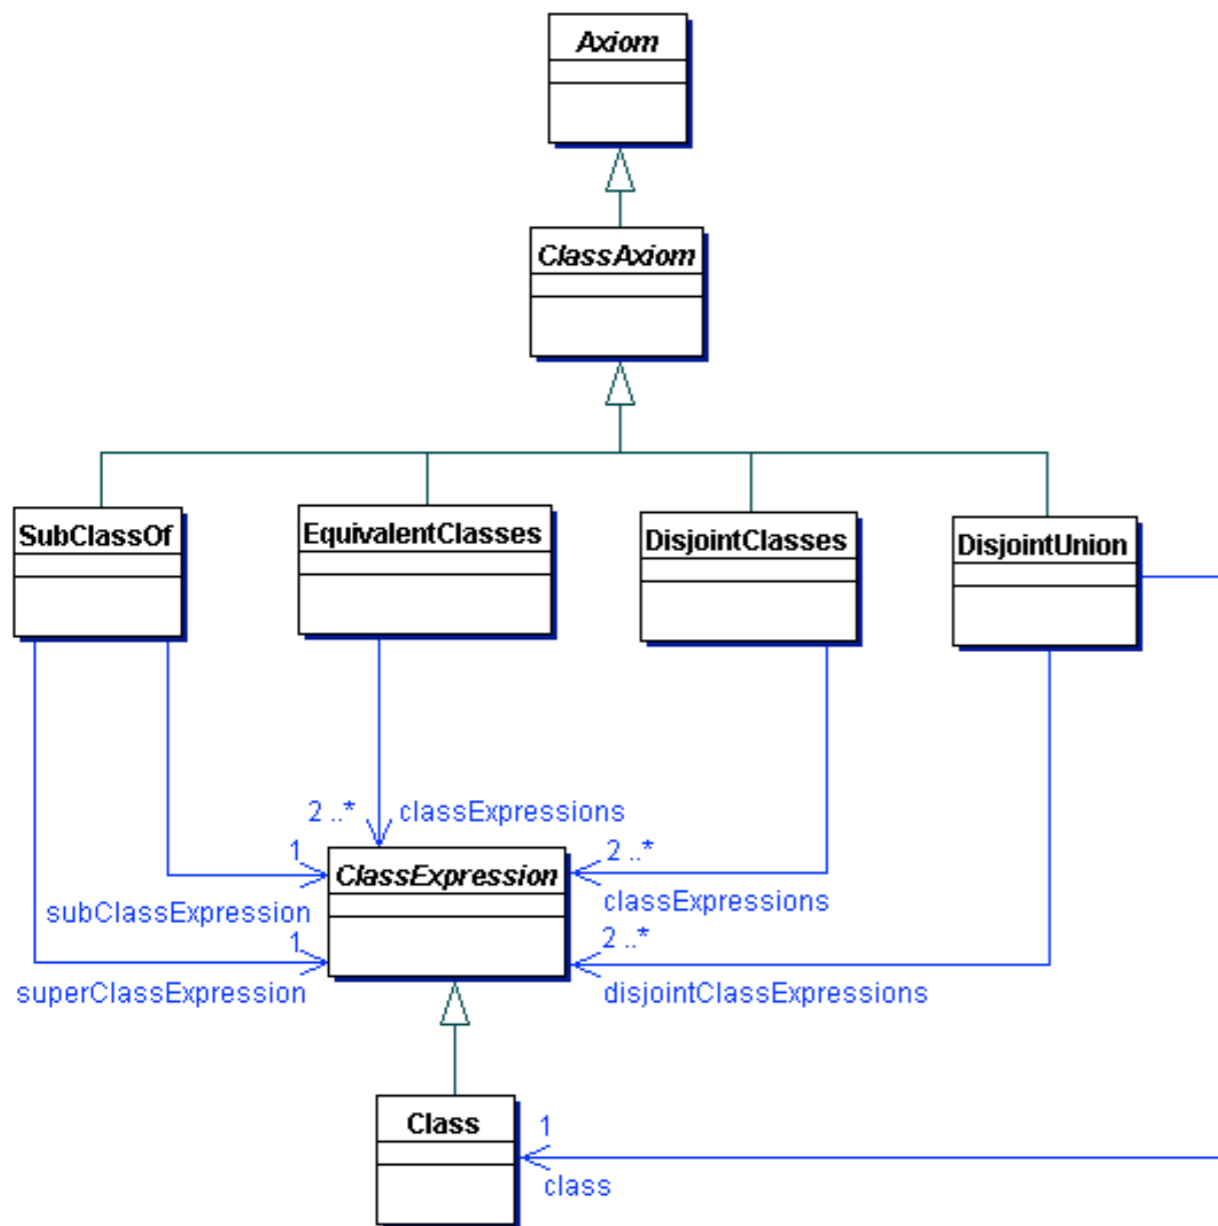 Axiom
ClassAxiom
SubClassOf
EquivalentClasses
DisjointClasses
DisjointUnion
2 ..*
classExpressions
1
ClassExpression
2 ..*
subClassExpression
classExpressions
1
2 ..*
superClassExpression
disjointClassExpressions
Class
1
class